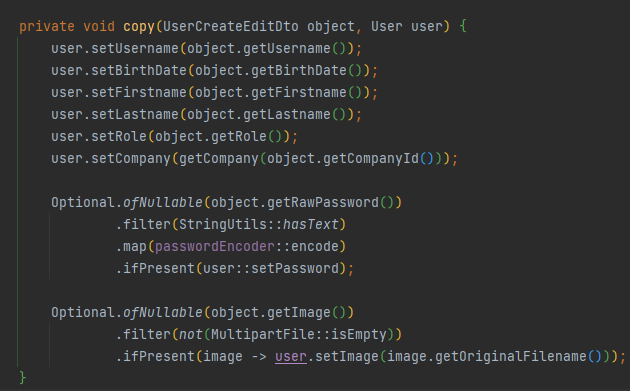 private void copy(UserCreateEditDto object, User user) {
    user.setUsername(object.getUsername());
    user.setBirthDate(object.getBirthDate());
    user.setFirstname(object.getFirstname());
    user.setLastname(object.getLastname());
    user.setRole(object.getRole());
    user.setCompany(getCompany(object.getCompanyId()));

    Optional.ofNullable(object.getRawPassword())
            .filter(StringUtils::hasText)
            .map(passwordEncoder::encode)
            .ifPresent(user::setPassword);

    Optional.ofNullable(object.getImage())
            .filter(not(MultipartFile::isEmpty))
            .ifPresent(image -> user.setImage(image.getOriginalFilename()));
}